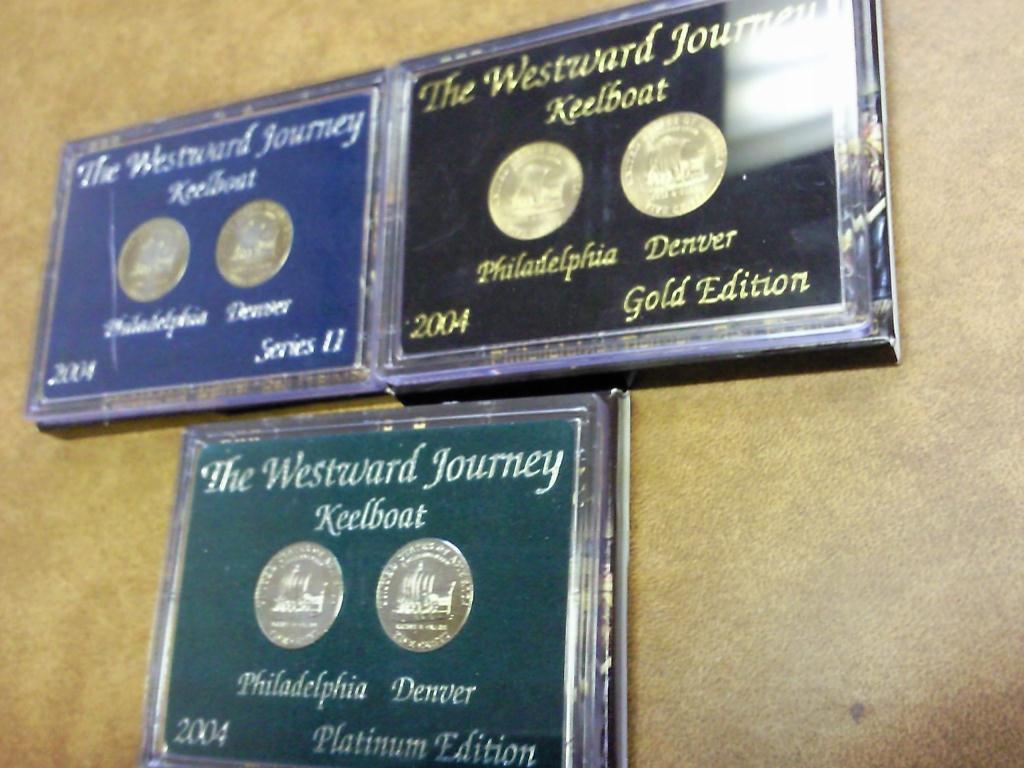 The Westward Journey
Keelboat
Philadelphia Denver
Series II
2004
The Westward Journey
Keelboat
Philadelphia Denver
Gold Edition
2004
The Westward Journey
Keelboat
Philadelphia Denver
2004 Platinum Edition